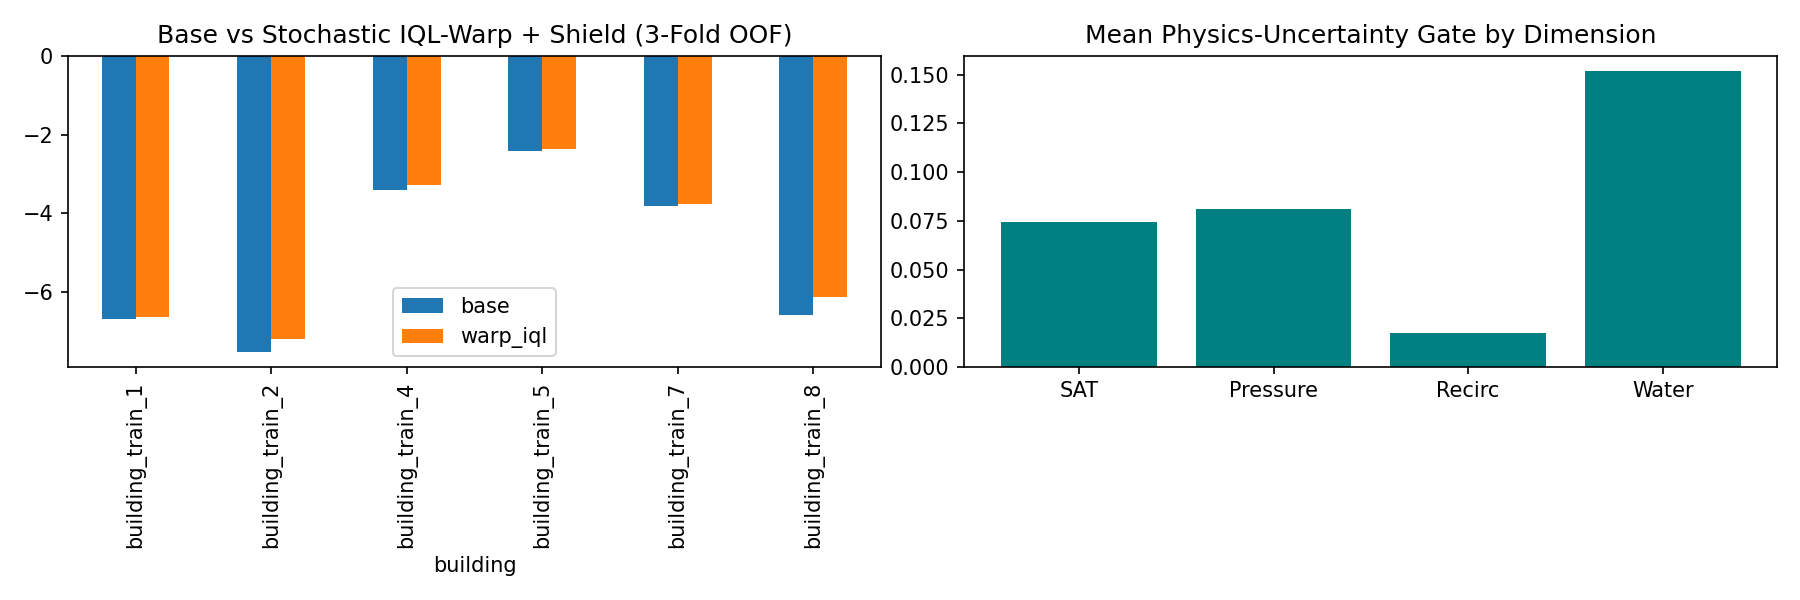 Base vs Stochastic IQL-Warp + Shield (3-Fold OOF)
0
−2
−4
−6
base
warp_iql
building_train_1
building_train_2
building_train_4
building_train_5
building_train_7
building_train_8
building
Mean Physics-Uncertainty Gate by Dimension
0.150
0.125
0.100
0.075
0.050
0.025
0.000
SAT
Pressure
Recirc
Water